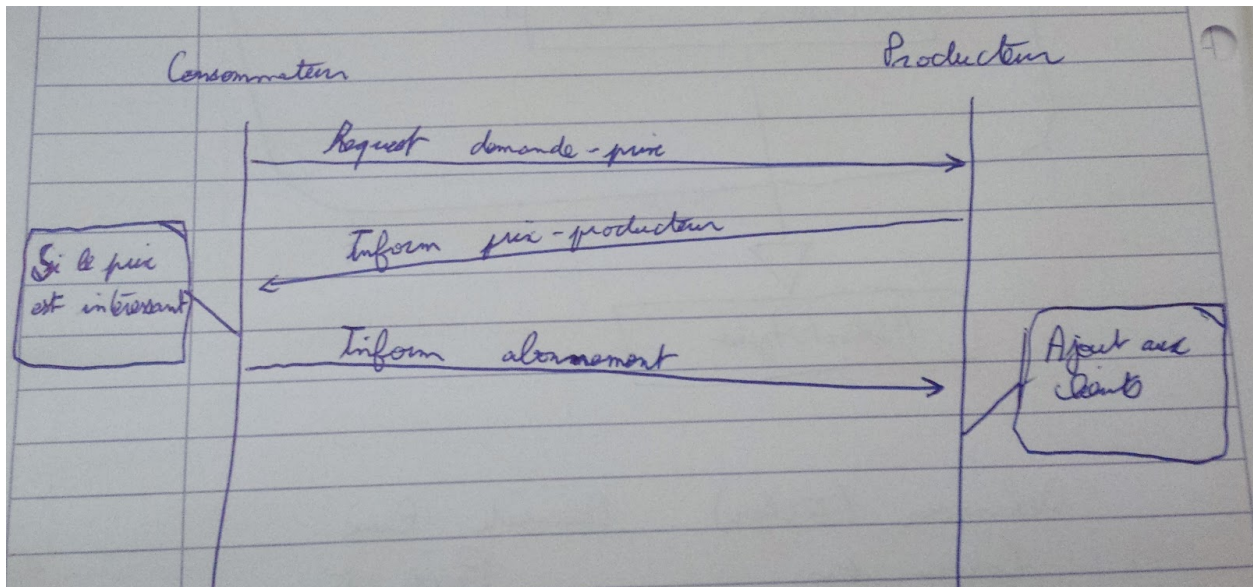 Consommateur
Producteur
Request demande-prix
Inform prix-producteur
Si le prix
est intéressant
Inform abonnement
Ajout aux
clients